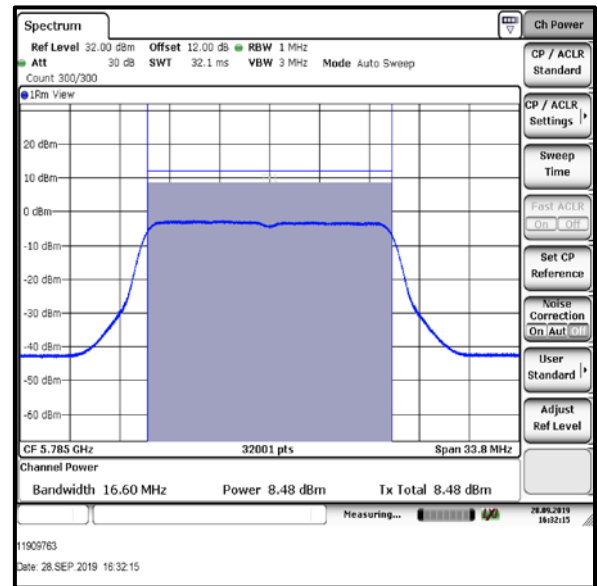 Spectrum
Ref Level 32.00 dBm Offset 12.00 dB RBW 1 MHz
Att 30 dB SWT 32.1 ms VBW 3 MHz Mode Auto Sweep
Count 300/300
1Rm View
20 dBm
10 dBm
0 dBm
-10 dBm
-20 dBm
-30 dBm
-40 dBm
-50 dBm
-60 dBm
CF 5.785 GHz 32001 pts Span 33.8 MHz
Channel Power
Bandwidth 16.60 MHz Power 8.48 dBm Tx Total 8.48 dBm
Measuring... 28.09.2019
16:32:15
Ch Power
CP / ACLR
Standard
CP / ACLR
Settings
Sweep
Time
Fast ACLR
On Off
Set CP
Reference
Noise
Correction
On Aut Off
User
Standard
Adjust
Ref Level
11909763
Date: 28.SEP.2019 16:32:15